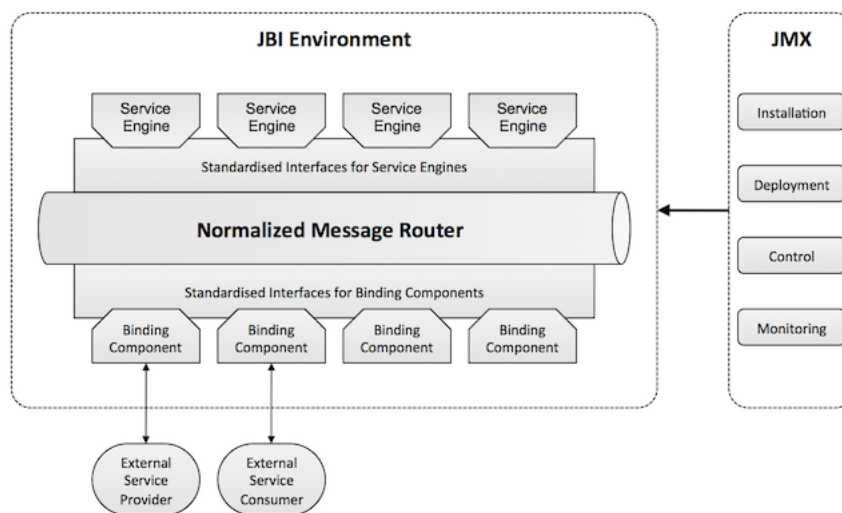 JBI Environment
Service
Engine
Service
Engine
Service
Engine
Service
Engine
Standardised Interfaces for Service Engines
Normalized Message Router
Standardised Interfaces for Binding Components
Binding
Component
Binding
Component
Binding
Component
Binding
Component
External
Service
Provider
External
Service
Consumer
JMX
Installation
Deployment
Control
Monitoring